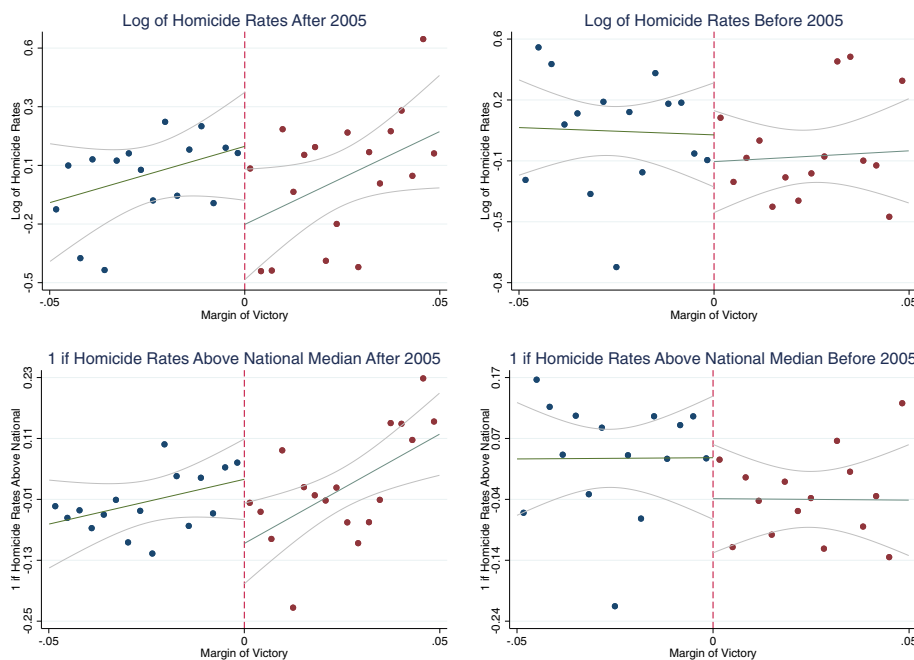 Log of Homicide Rates After 2005
Log of Homicide Rates
0.6
0.3
0.1
-0.2
-0.5
-.05
0
.05
Margin of Victory
Log of Homicide Rates Before 2005
Log of Homicide Rates
0.6
0.2
-0.1
-0.5
-0.8
-.05
0
.05
Margin of Victory
1 if Homicide Rates Above National Median After 2005
1 if Homicide Rates Above National
0.23
0.11
-0.01
-0.13
-0.25
-.05
0
.05
Margin of Victory
1 if Homicide Rates Above National Median Before 2005
1 if Homicide Rates Above National
0.17
0.07
-0.04
-0.14
-0.24
-.05
0
.05
Margin of Victory